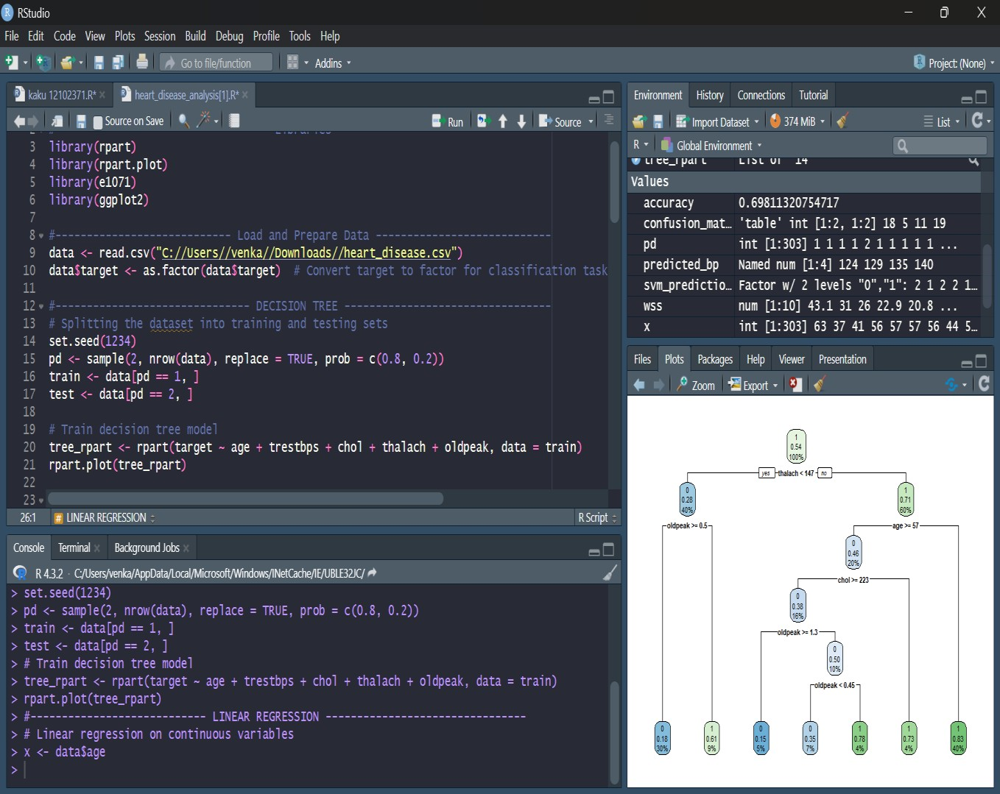 RStudio
File Edit Code View Plots Session Build Debug Profile Tools Help
Go to file/function Addins Project: (None)
kaku 12102371.R* heart_disease_analysis[1].R*
Source on Save Run Source
3 library(rpart)
4 library(rpart.plot)
5 library(e1071)
6 library(ggplot2)
7
8 #---------------------------- Load and Prepare Data ----------------------------
9 data <- read.csv("C://Users//venka//Downloads//heart_disease.csv")
10 data$target <- as.factor(data$target)  # Convert target to factor for classification task
11
12 #------------------------------- DECISION TREE ---------------------------------
13 # Splitting the dataset into training and testing sets
14 set.seed(1234)
15 pd <- sample(2, nrow(data), replace = TRUE, prob = c(0.8, 0.2))
16 train <- data[pd == 1, ]
17 test <- data[pd == 2, ]
18
19 # Train decision tree model
20 tree_rpart <- rpart(target ~ age + trestbps + chol + thalach + oldpeak, data = train)
21 rpart.plot(tree_rpart)
22
23
26:1 # LINEAR REGRESSION R Script
Console Terminal Background Jobs
R 4.3.2 · C:/Users/venka/AppData/Local/Microsoft/Windows/INetCache/IE/UBLE32JC/
> set.seed(1234)
> pd <- sample(2, nrow(data), replace = TRUE, prob = c(0.8, 0.2))
> train <- data[pd == 1, ]
> test <- data[pd == 2, ]
> # Train decision tree model
> tree_rpart <- rpart(target ~ age + trestbps + chol + thalach + oldpeak, data = train)
> rpart.plot(tree_rpart)
> #---------------------------- LINEAR REGRESSION --------------------------------
> # Linear regression on continuous variables
> x <- data$age
>
Environment History Connections Tutorial
Import Dataset 374 MiB List
R Global Environment
tree_rpart List of 14
Values
accuracy 0.69811320754717
confusion_mat… 'table' int [1:2, 1:2] 18 5 11 19
pd int [1:303] 1 1 1 1 2 1 1 1 1 1 ...
predicted_bp Named num [1:4] 124 129 135 140
svm_predictio… Factor w/ 2 levels "0","1": 2 1 2 2 1…
wss num [1:10] 43.1 31 26 22.9 20.8 ...
x int [1:303] 63 37 41 56 57 57 56 44 5…
Files Plots Packages Help Viewer Presentation
Zoom Export
1
0.54
100%
yes thalach < 147 no
0 1
0.28 0.71
40% 60%
oldpeak >= 0.5 age >= 57
0
0.46
20%
chol >= 223
0
0.38
16%
oldpeak >= 1.3
0
0.50
10%
oldpeak < 0.45
0 1 0 0 1 1 1
0.18 0.61 0.15 0.35 0.78 0.73 0.83
30% 9% 5% 7% 4% 4% 40%